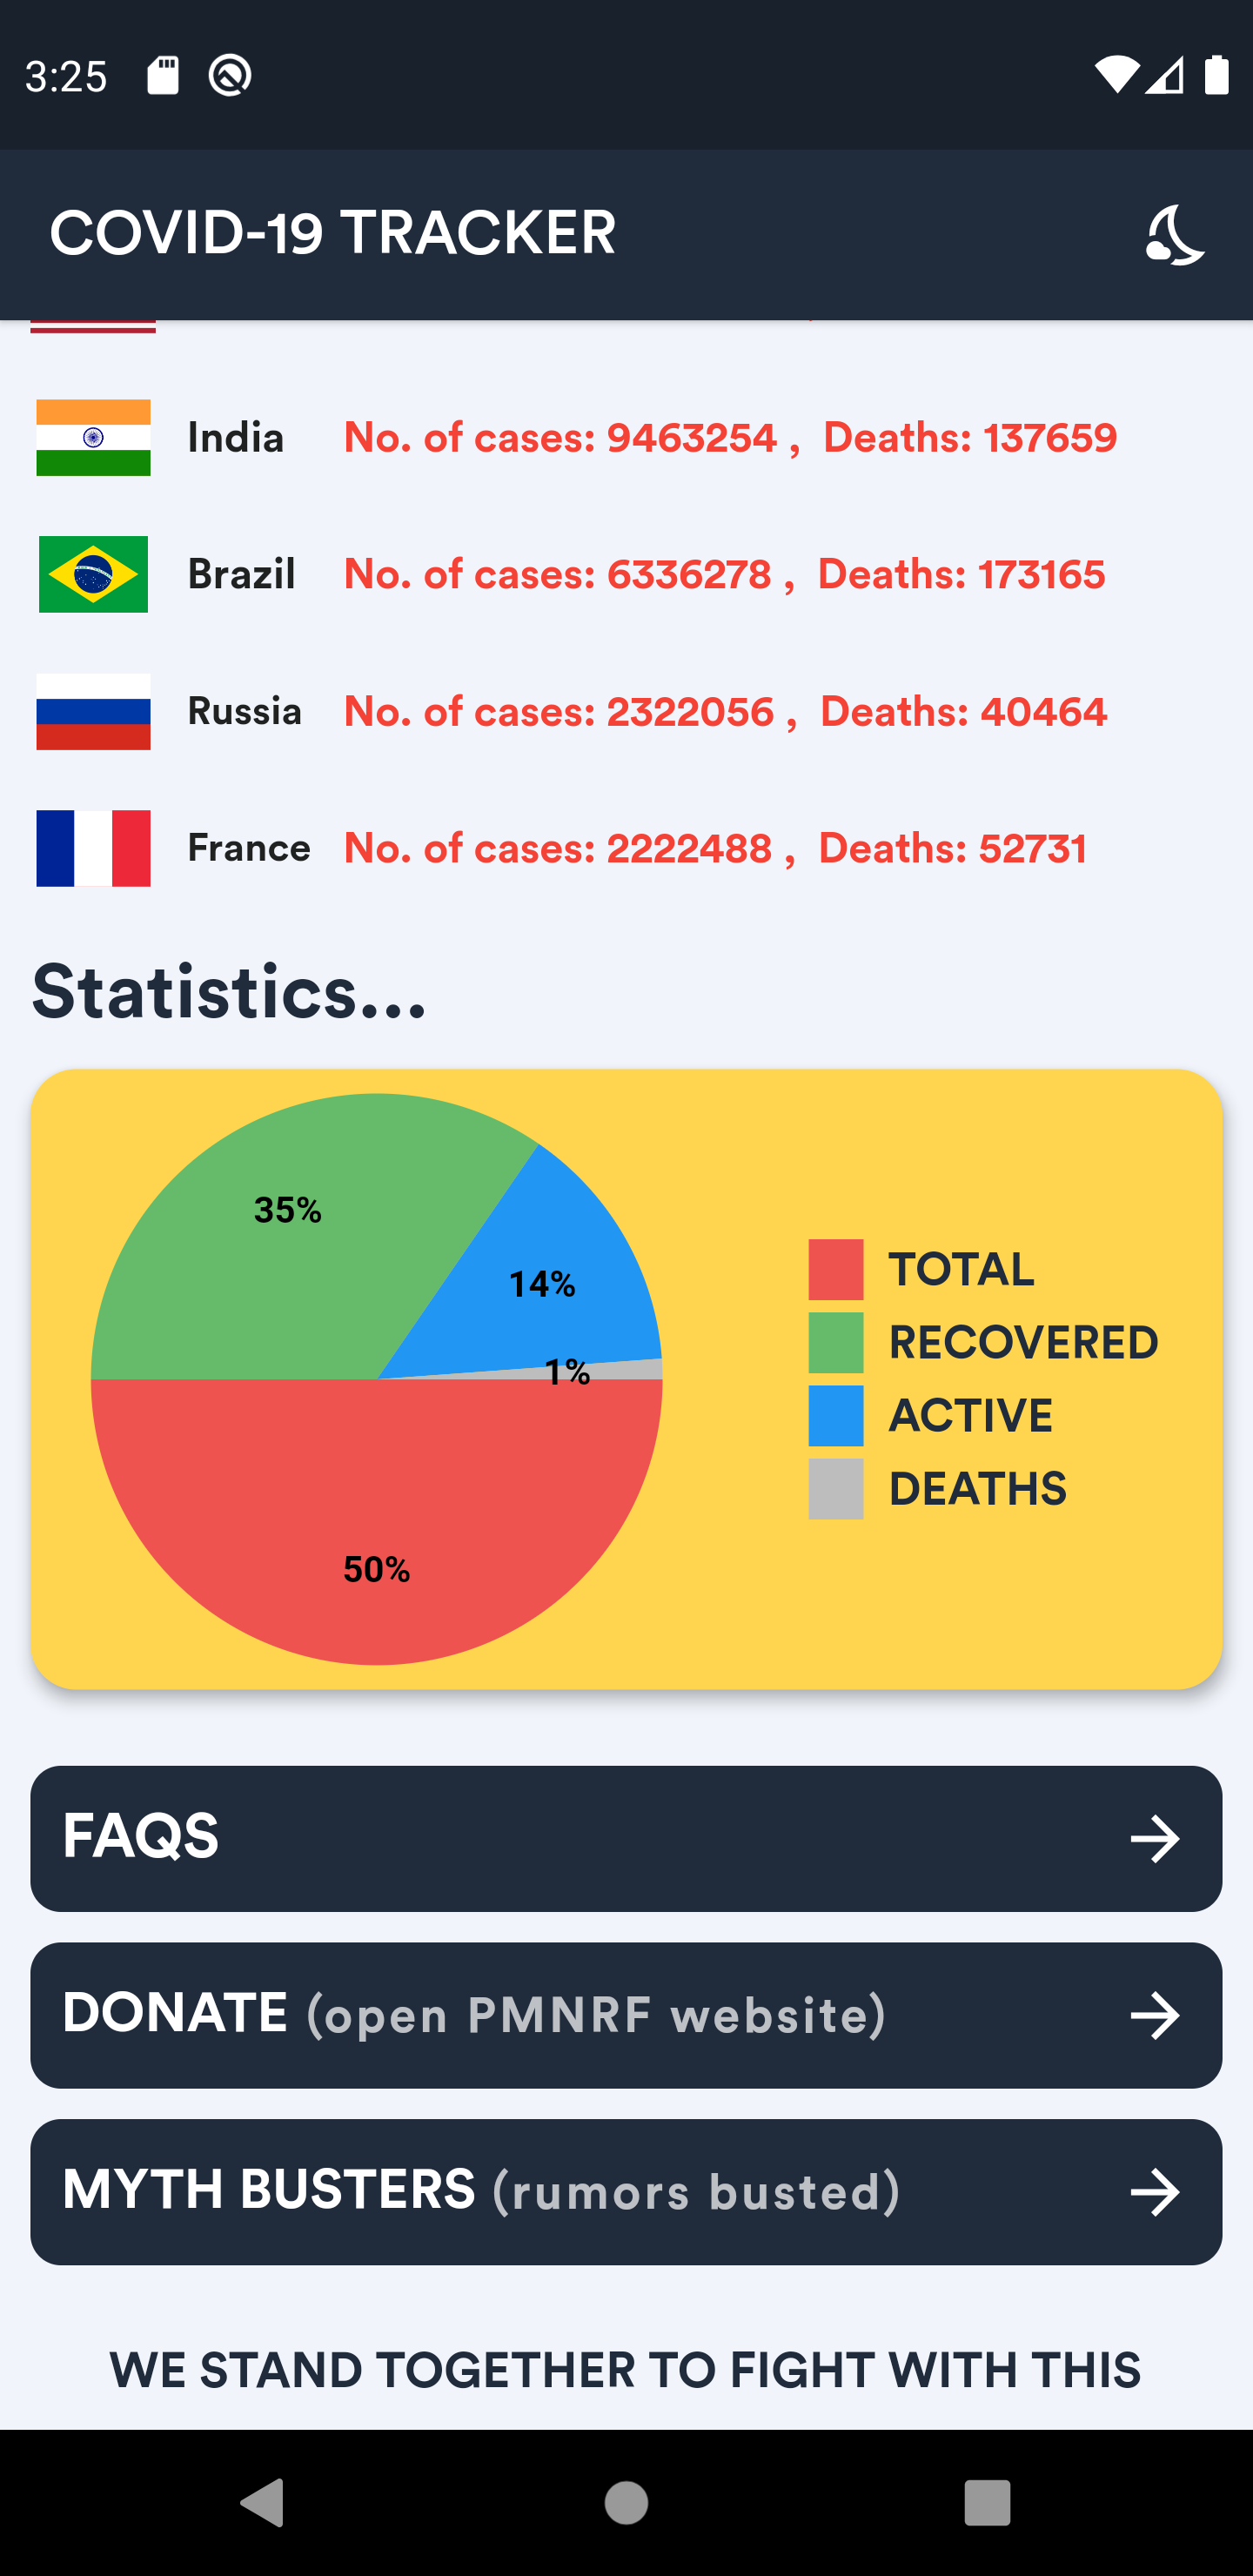 3:25
COVID-19 TRACKER
India No. of cases: 9463254 , Deaths: 137659
Brazil No. of cases: 6336278 , Deaths: 173165
Russia No. of cases: 2322056 , Deaths: 40464
France No. of cases: 2222488 , Deaths: 52731
Statistics...
35%
14%
1%
50%
TOTAL
RECOVERED
ACTIVE
DEATHS
FAQS
DONATE (open PMNRF website)
MYTH BUSTERS (rumors busted)
WE STAND TOGETHER TO FIGHT WITH THIS